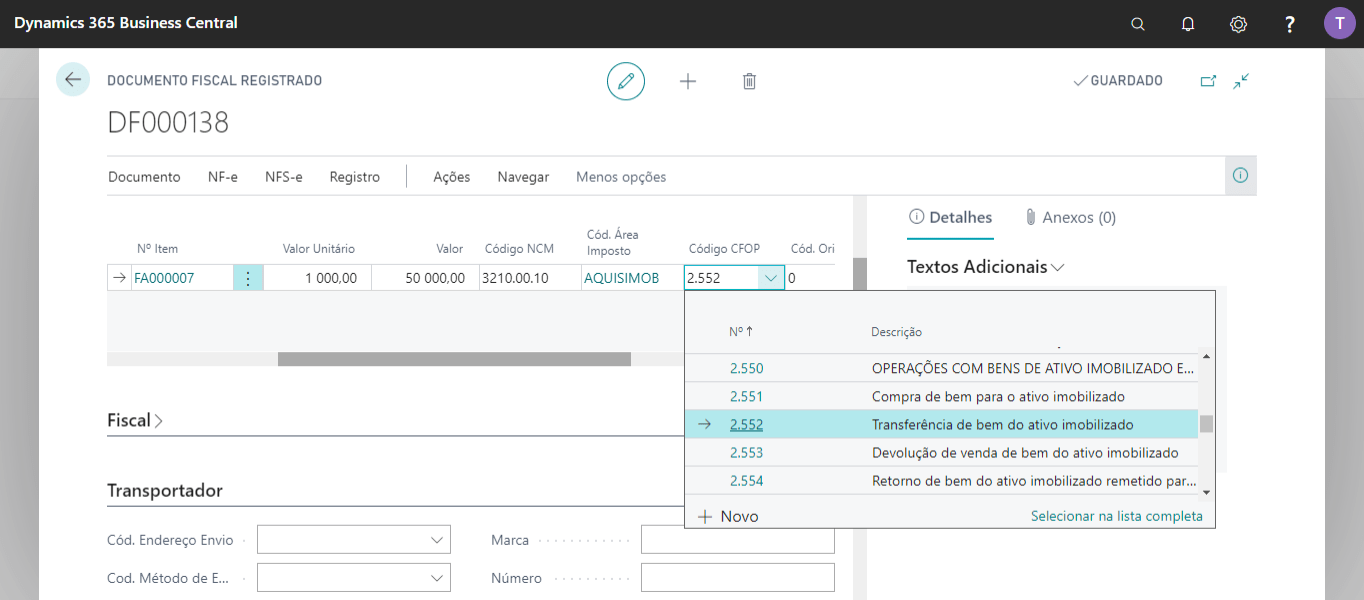 Dynamics 365 Business Central
?
T
DOCUMENTO FISCAL REGISTRADO
GUARDADO
DF000138
Documento NF-e NFS-e Registro Ações Navegar Menos opções
Detalhes Anexos (0)
Nº Item Valor Unitário Valor Código NCM Cód. Área Imposto Código CFOP Cód. Ori
FA000007 1 000,00 50 000,00 3210.00.10 AQUISIMOB 2.552 0
Textos Adicionais
Nº ↑ Descrição
2.550 OPERAÇÕES COM BENS DE ATIVO IMOBILIZADO E...
2.551 Compra de bem para o ativo imobilizado
2.552 Transferência de bem do ativo imobilizado
2.553 Devolução de venda de bem do ativo imobilizado
2.554 Retorno de bem do ativo imobilizado remetido par...
+ Novo Selecionar na lista completa
Fiscal
Transportador
Cód. Endereço Envio Marca
Cod. Método de E... Número